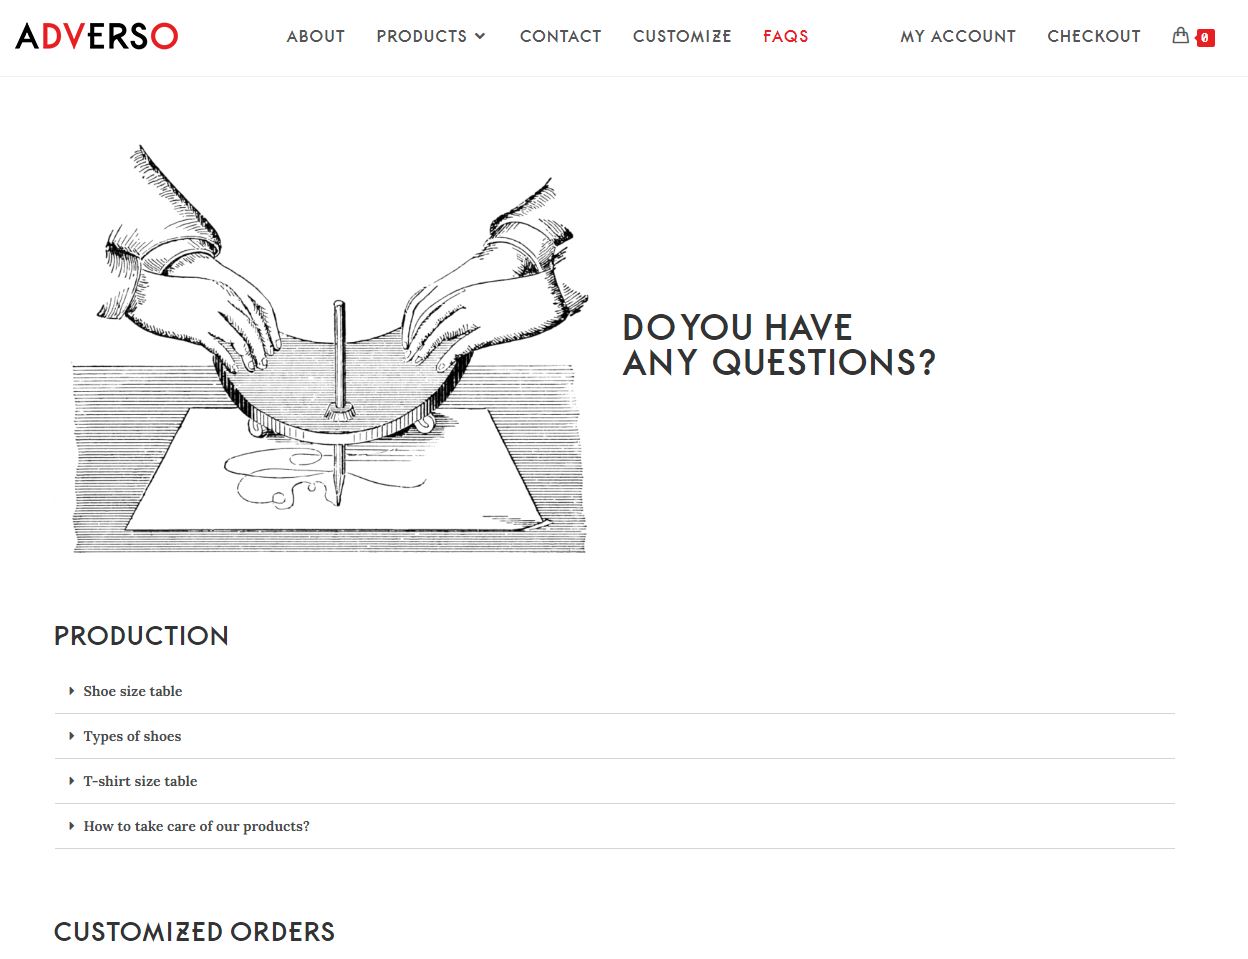 ADVERSO
ABOUT PRODUCTS CONTACT CUSTOMIZE FAQS MY ACCOUNT CHECKOUT 0
DO YOU HAVE
ANY QUESTIONS?
PRODUCTION
Shoe size table
Types of shoes
T-shirt size table
How to take care of our products?
CUSTOMIZED ORDERS